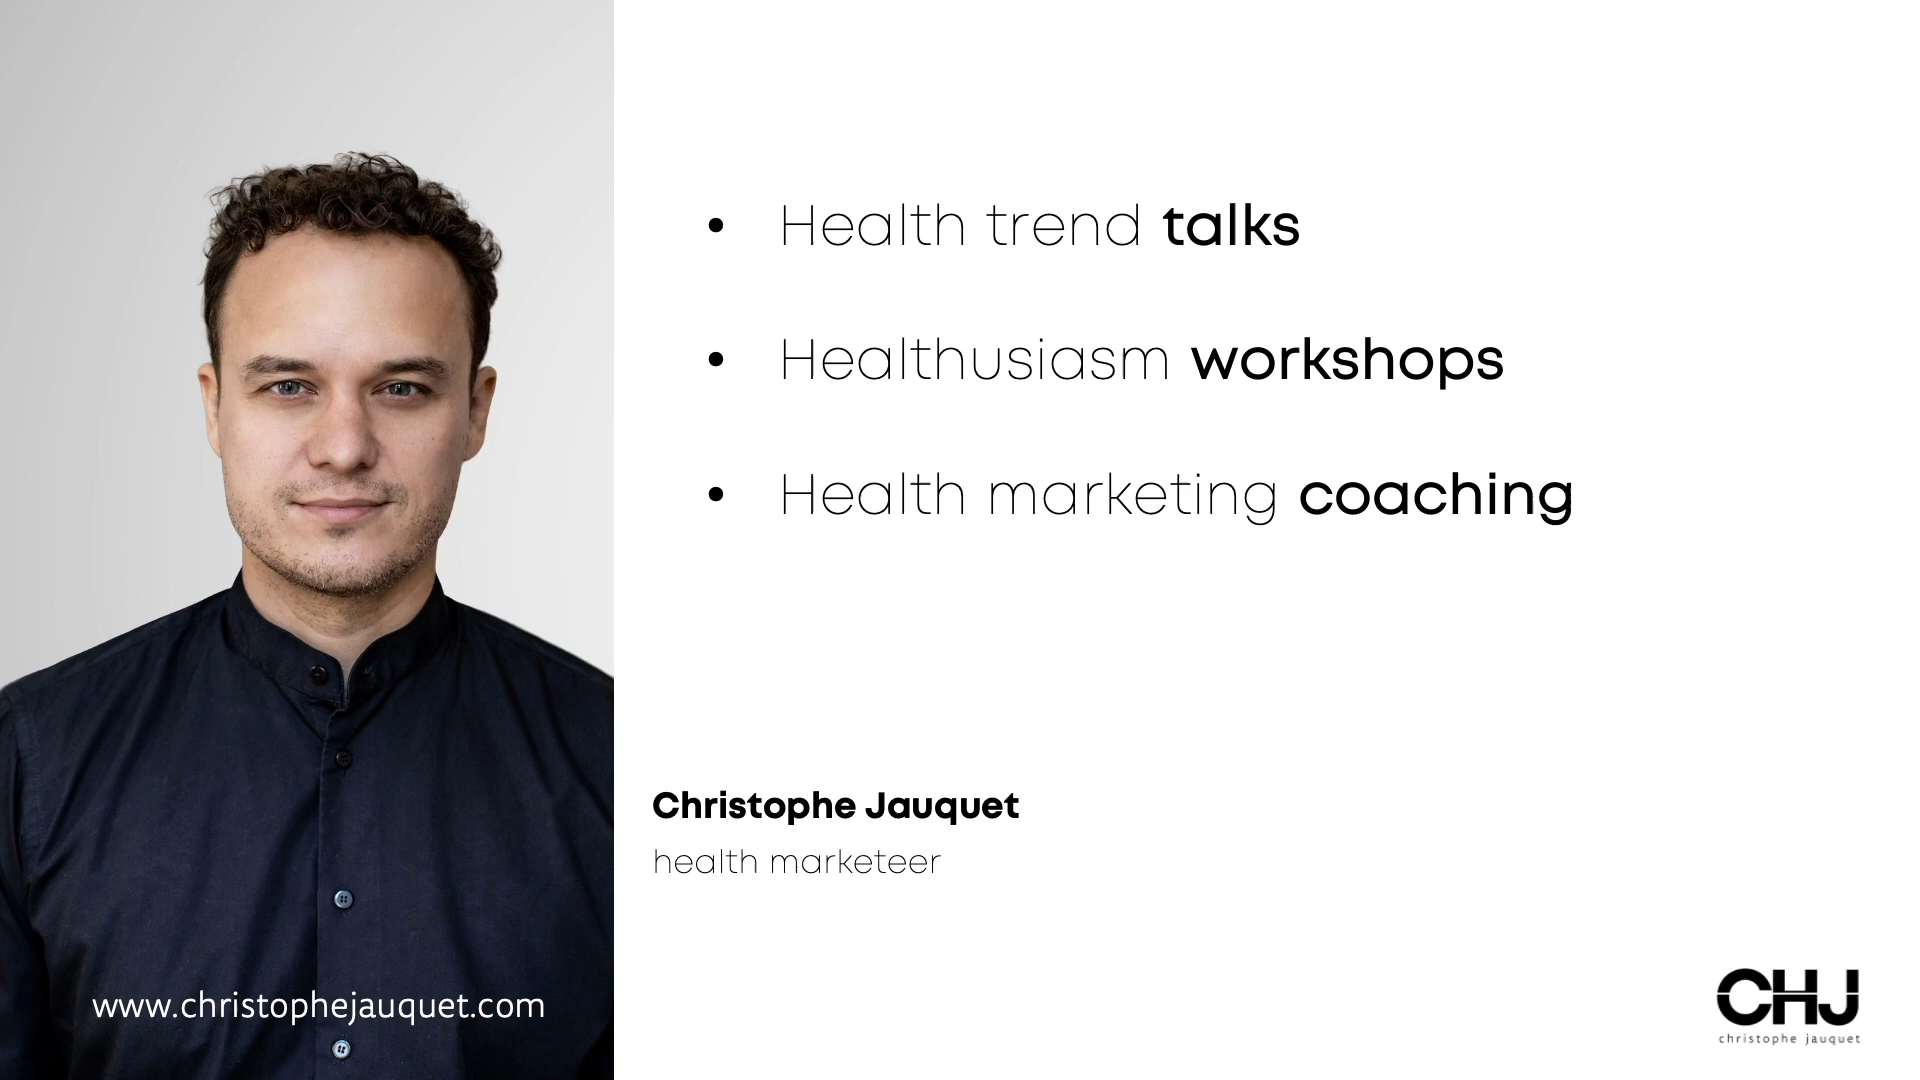 • Health trend talks
• Healthusiasm workshops
• Health marketing coaching
Christophe Jauquet
health marketeer
www.christophejauquet.com
CHJ
christophe jauquet